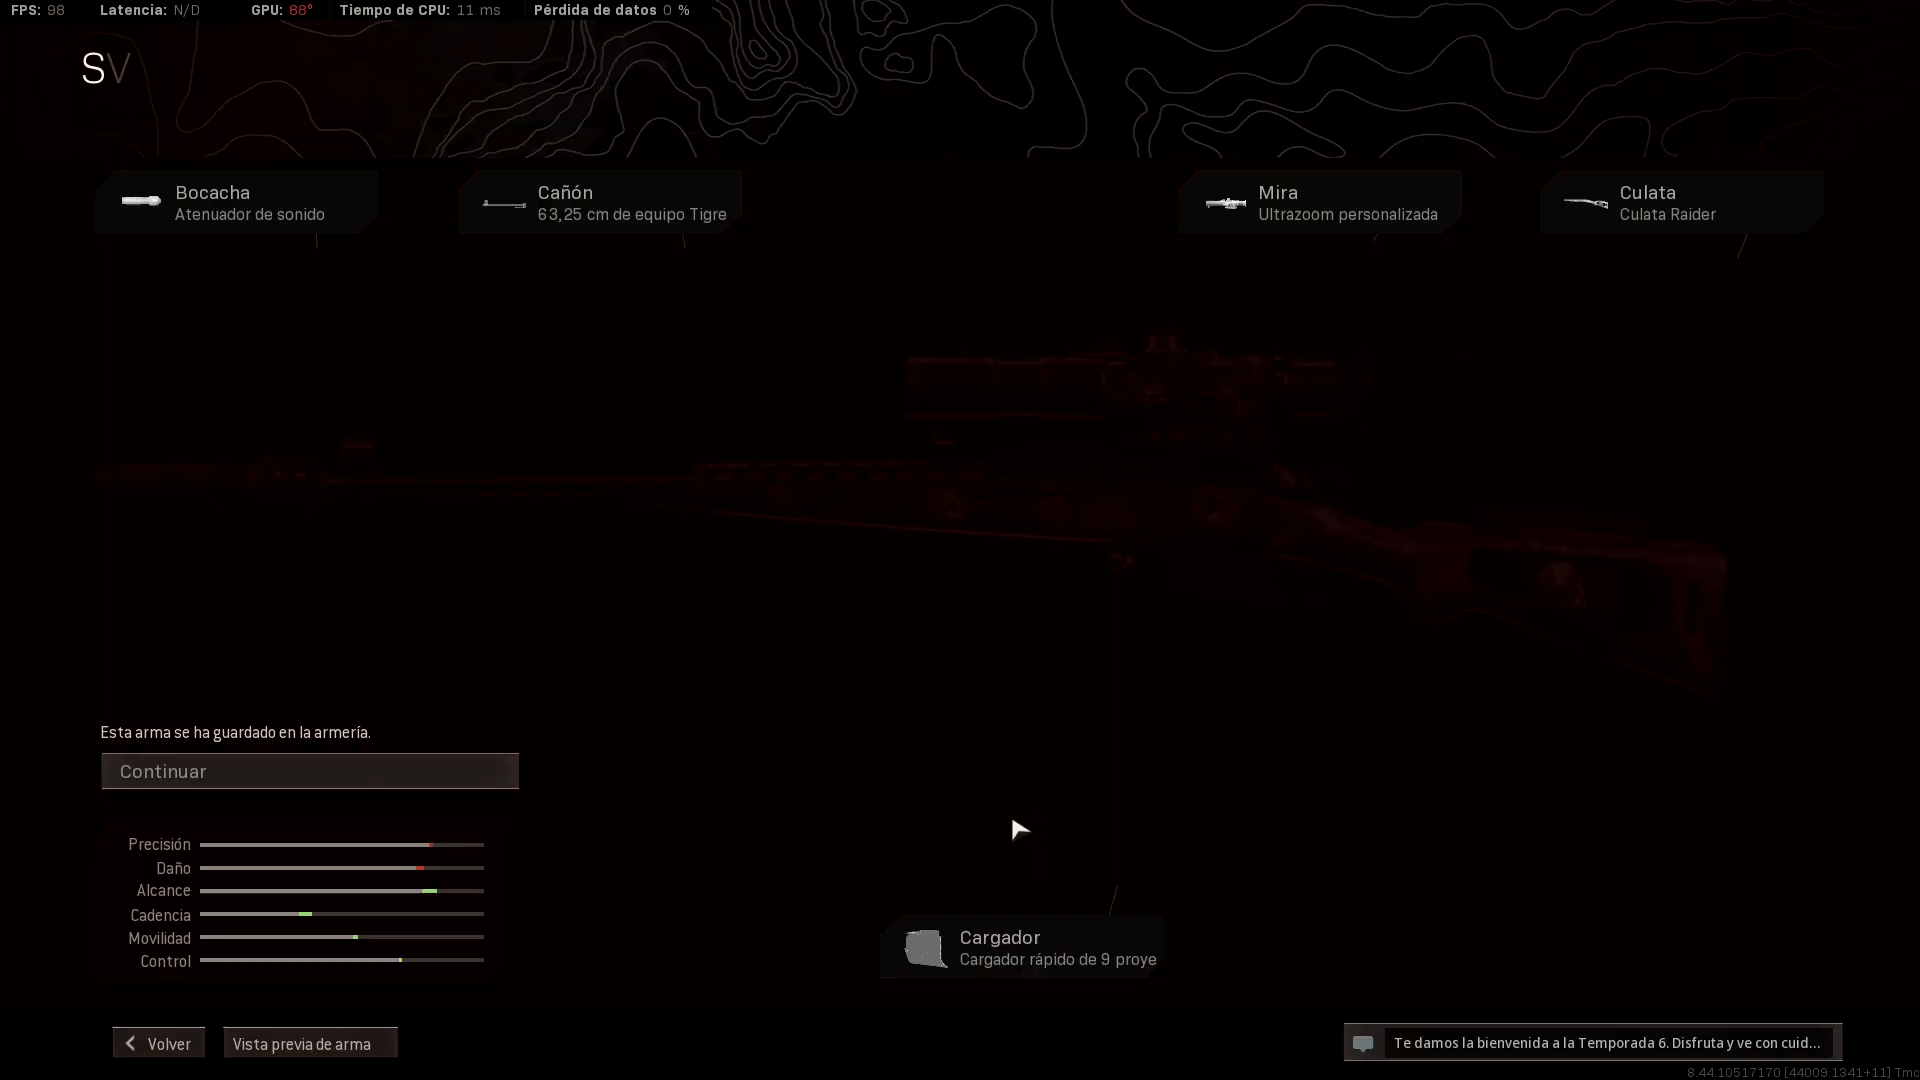 FPS: 98 Latencia: N/D GPU: 88° Tiempo de CPU: 11 ms Pérdida de datos 0 %
SV
Bocacha
Atenuador de sonido
Cañón
63,25 cm de equipo Tigre
Mira
Ultrazoom personalizada
Culata
Culata Raider
Esta arma se ha guardado en la armería.
Continuar
Precisión
Daño
Alcance
Cadencia
Movilidad
Control
Cargador
Cargador rápido de 9 proye
Volver
Vista previa de arma
Te damos la bienvenida a la Temporada 6. Disfruta y ve con cuid...
8.44.10517170 [44009:1341+11] Tmc